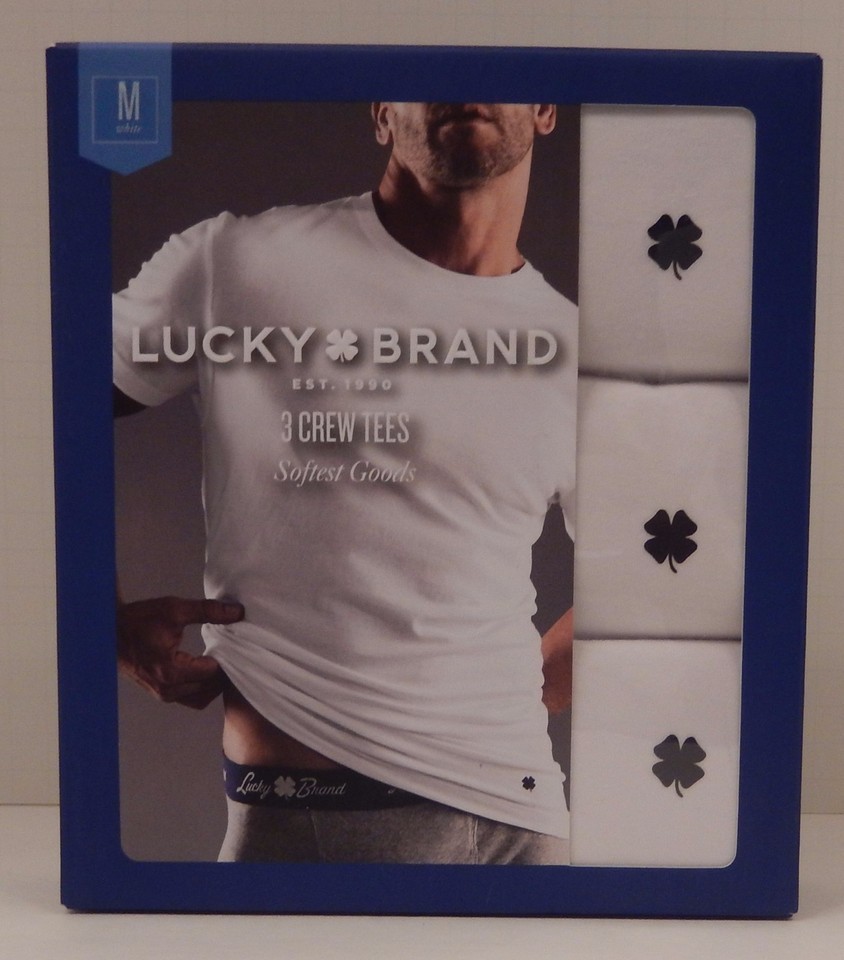 M
white
LUCKY BRAND
EST. 1990
3 CREW TEES
Softest Goods
Lucky Brand